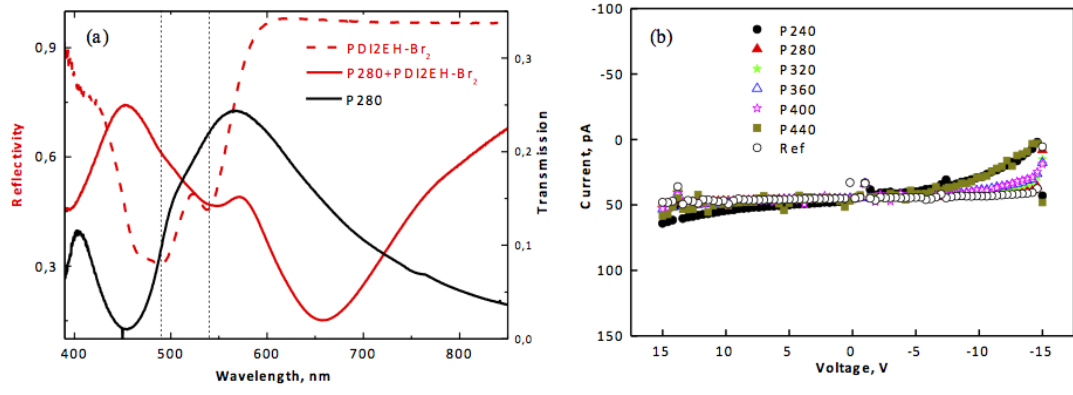 (a)
PDI2EH-Br2
P280+PDI2EH-Br2
P280
Reflectivity
0,9
0,6
0,3
Transmission
0,3
0,2
0,1
0,0
400 500 600 700 800
Wavelength, nm
(b)
P240
P280
P320
P360
P400
P440
Ref
Current, pA
-100
-50
0
50
100
150
15 10 5 0 -5 -10 -15
Voltage, V